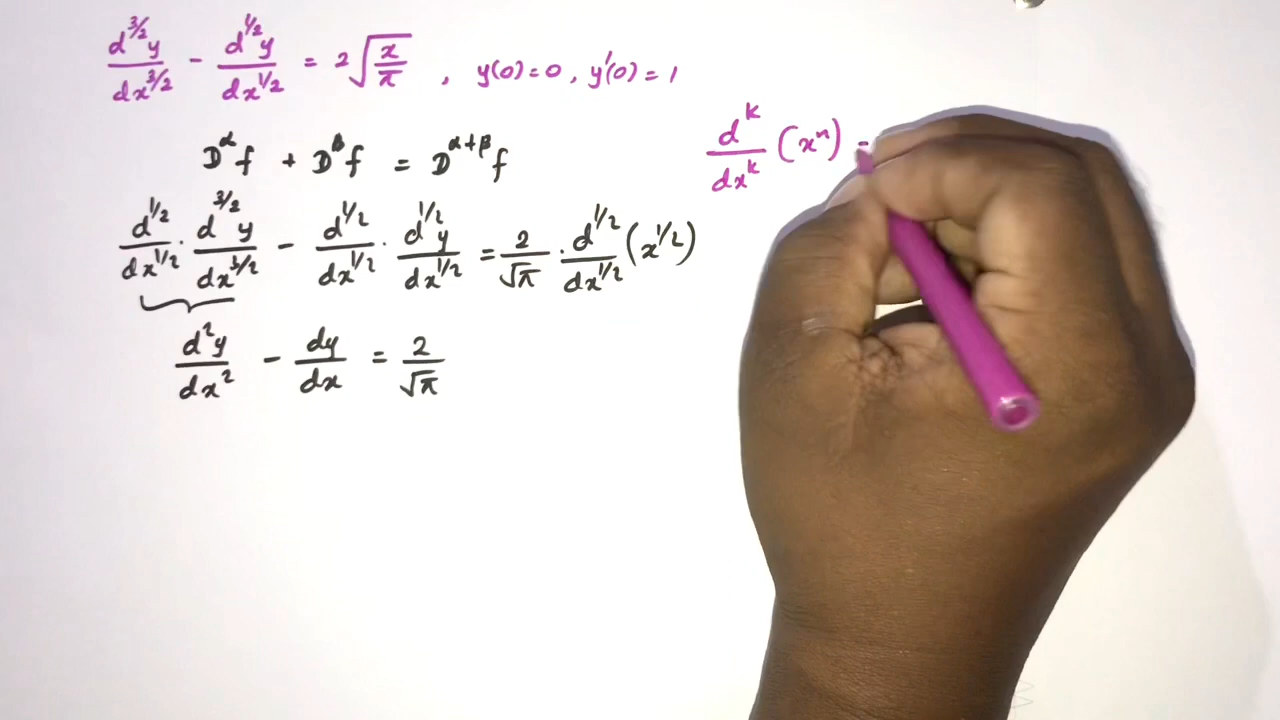 d^{3/2}y/dx^{3/2} - d^{1/2}y/dx^{1/2} = 2√(x/π) , y(0)=0 , y'(0)=1
d^k/dx^k (x^n) =
D^α f + D^β f = D^{α+β} f
d^{1/2}/dx^{1/2} · d^{3/2}y/dx^{3/2} - d^{1/2}/dx^{1/2} · d^{1/2}y/dx^{1/2} = 2/√π · d^{1/2}/dx^{1/2} (x^{1/2})
d²y/dx² - dy/dx = 2/√π